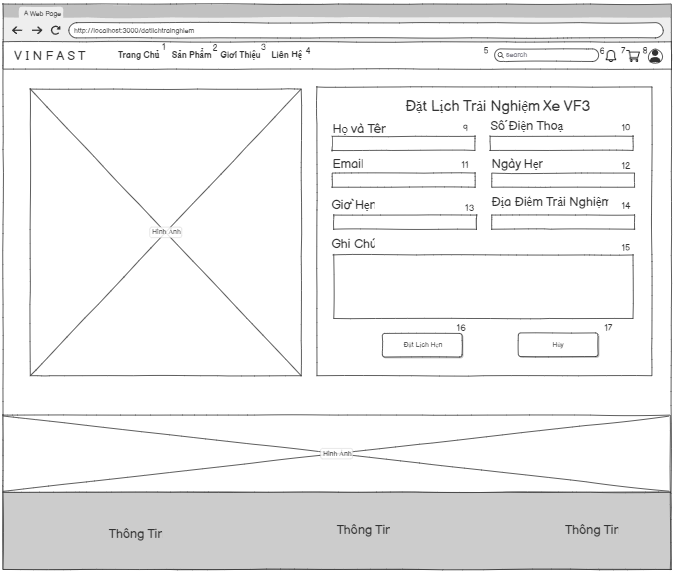 A Web Page
http://localhost:3000/datlichtrainghiem
VINFAST Trang Chủ 1 Sản Phẩm 2 Giới Thiệu 3 Liên Hệ 4 5 search 6 7 8
Đặt Lịch Trải Nghiệm Xe VF3
Họ và Tên 9 Số Điện Thoạ 10
Email 11 Ngày Hẹn 12
Giờ Hẹn 13 Địa Điểm Trải Nghiệm 14
Hình Ảnh
Ghi Chú 15
16 17
Đặt Lịch Hẹn Hủy
Hình Ảnh
Thông Tin Thông Tin Thông Tin